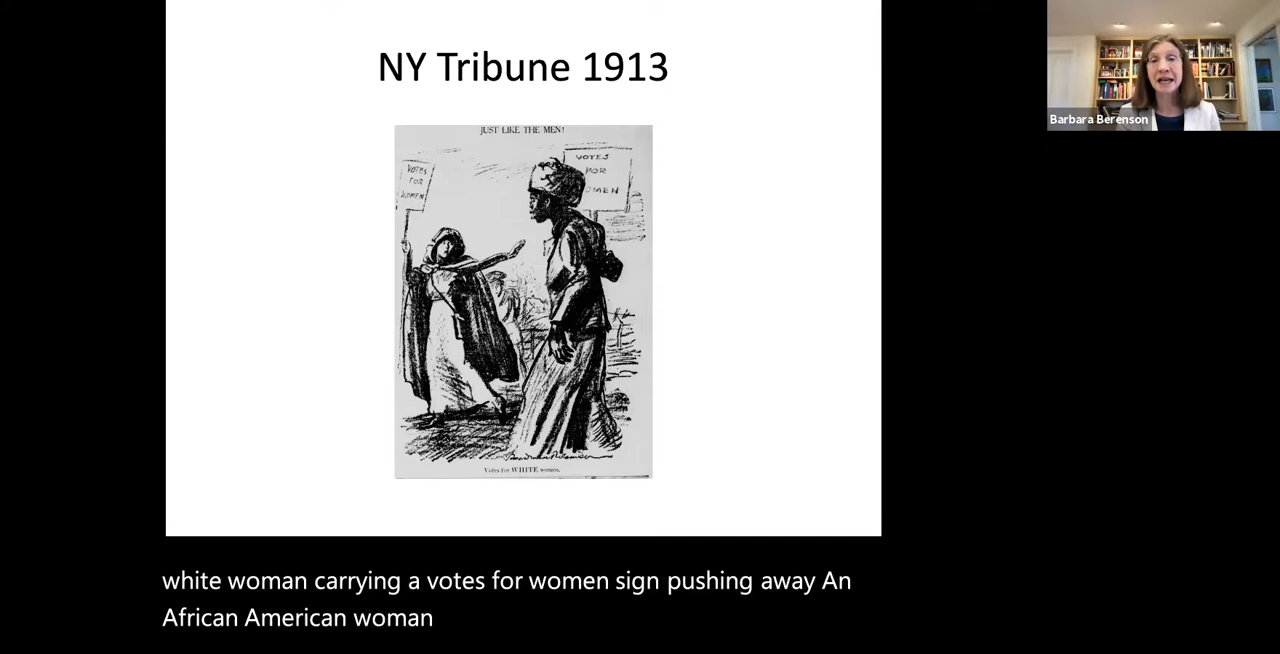 NY Tribune 1913
JUST LIKE THE MEN!
VOTES
FOR
WOMEN
VOTES
FOR
OMEN
Votes for WHITE women.
Barbara Berenson
white woman carrying a votes for women sign pushing away An
African American woman